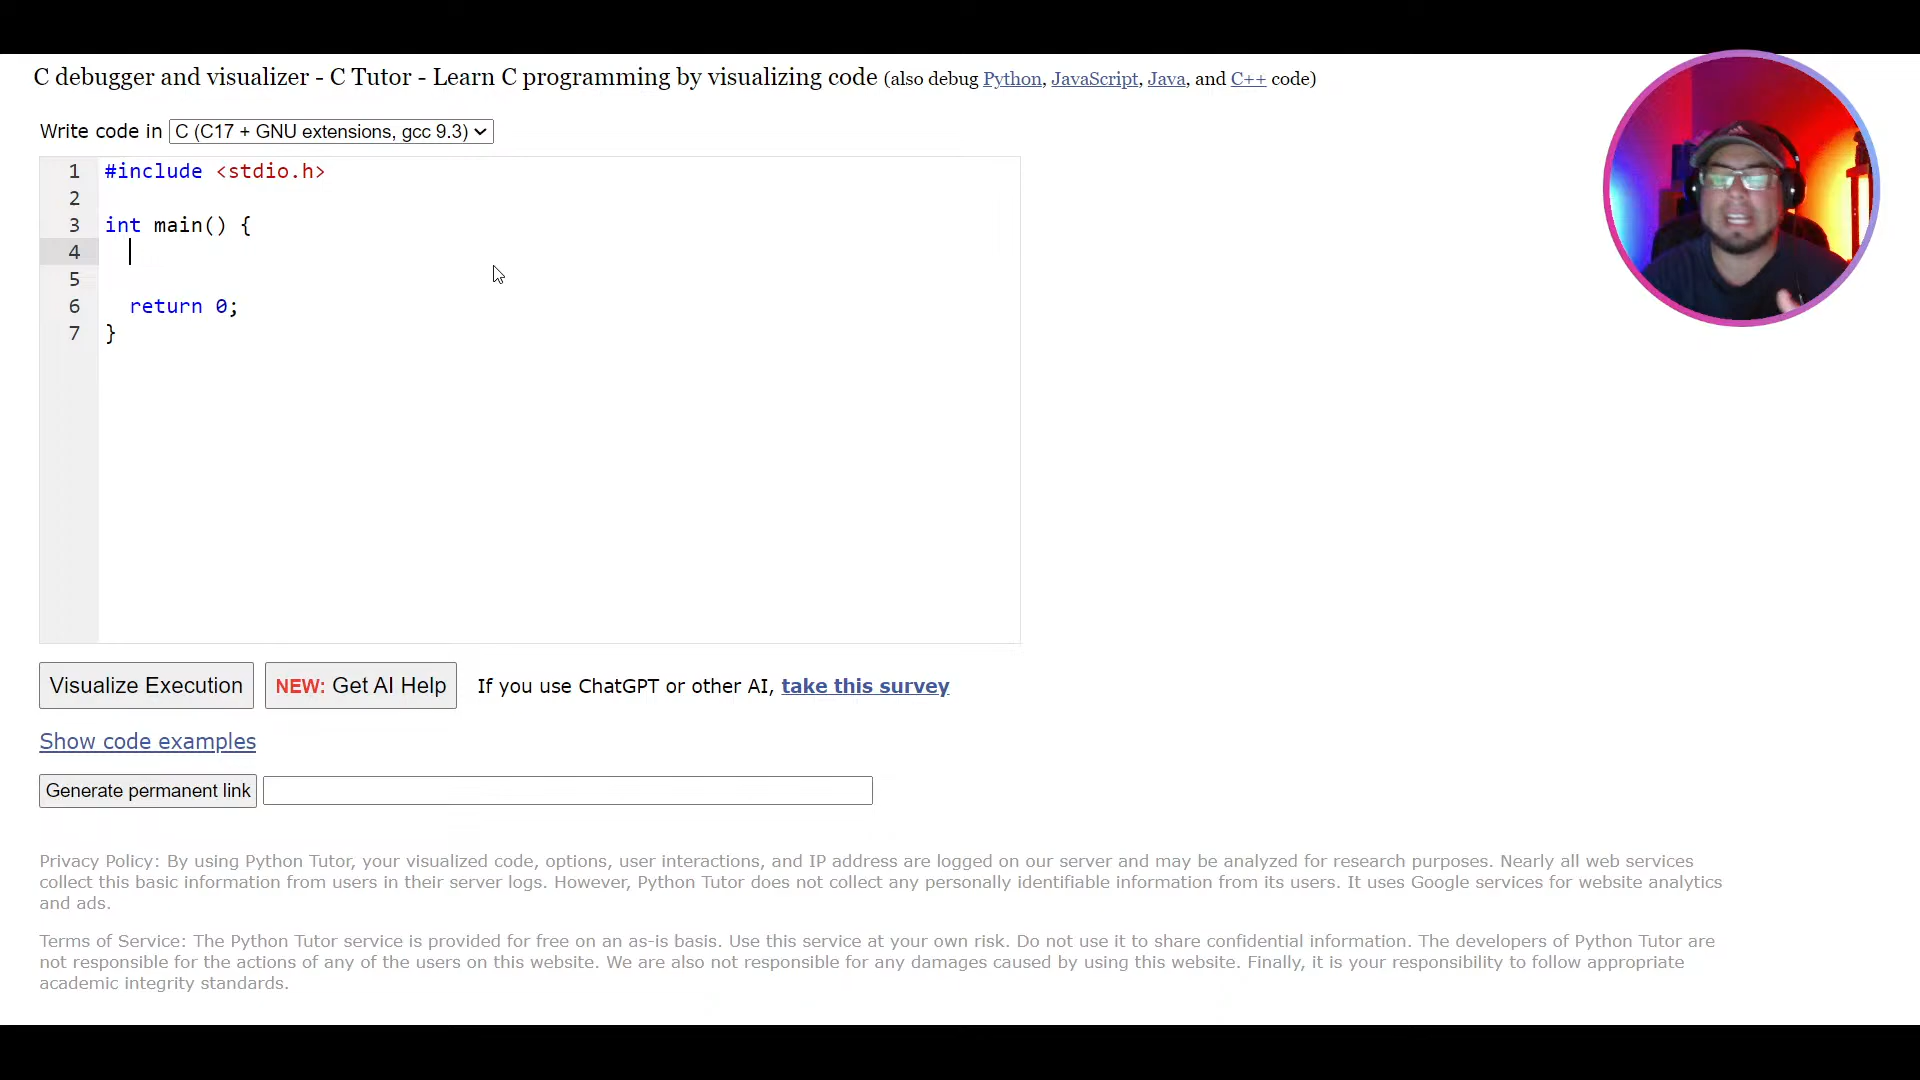 C debugger and visualizer - C Tutor - Learn C programming by visualizing code (also debug Python, JavaScript, Java, and C++ code)
Write code in C (C17 + GNU extensions, gcc 9.3)
1 #include <stdio.h>
2
3 int main() {
4
5
6 return 0;
7 }
Visualize Execution NEW: Get AI Help If you use ChatGPT or other AI, take this survey
Show code examples
Generate permanent link
Privacy Policy: By using Python Tutor, your visualized code, options, user interactions, and IP address are logged on our server and may be analyzed for research purposes. Nearly all web services
collect this basic information from users in their server logs. However, Python Tutor does not collect any personally identifiable information from its users. It uses Google services for website analytics
and ads.
Terms of Service: The Python Tutor service is provided for free on an as-is basis. Use this service at your own risk. Do not use it to share confidential information. The developers of Python Tutor are
not responsible for the actions of any of the users on this website. We are also not responsible for any damages caused by using this website. Finally, it is your responsibility to follow appropriate
academic integrity standards.